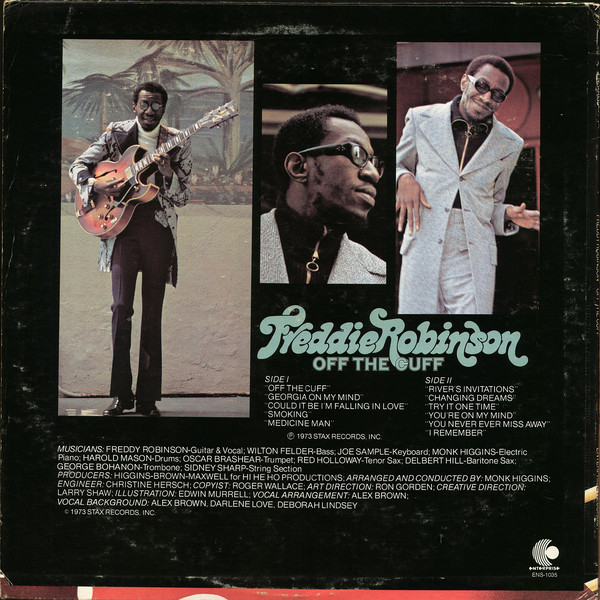 Freddie Robinson
OFF THE CUFF
SIDE I
"OFF THE CUFF"
"GEORGIA ON MY MIND"
"COULD IT BE I'M FALLING IN LOVE"
"SMOKING"
"MEDICINE MAN"
SIDE II
"RIVER'S INVITATIONS"
"CHANGING DREAMS"
"TRY IT ONE TIME"
"YOU'RE ON MY MIND"
"YOU NEVER EVER MISS AWAY"
"I REMEMBER"
℗ 1973 STAX RECORDS, INC.
MUSICIANS: FREDDY ROBINSON-Guitar & Vocal; WILTON FELDER-Bass; JOE SAMPLE-Keyboard; MONK HIGGINS-Electric
Piano; HAROLD MASON-Drums; OSCAR BRASHEAR-Trumpet; RED HOLLOWAY-Tenor Sax; DELBERT HILL-Baritone Sax;
GEORGE BOHANON-Trombone; SIDNEY SHARP-String Section
PRODUCERS: HIGGINS-BROWN-MAXWELL for HI HE HO PRODUCTIONS; ARRANGED AND CONDUCTED BY: MONK HIGGINS;
ENGINEER: CHRISTINE HERSCH; COPYIST: ROGER WALLACE; ART DIRECTION: RON GORDEN; CREATIVE DIRECTION:
LARRY SHAW; ILLUSTRATION: EDWIN MURRELL; VOCAL ARRANGEMENT: ALEX BROWN;
VOCAL BACKGROUND: ALEX BROWN, DARLENE LOVE, DEBORAH LINDSEY
© 1973 STAX RECORDS, INC.
ENTERPRISE
ENS-1035